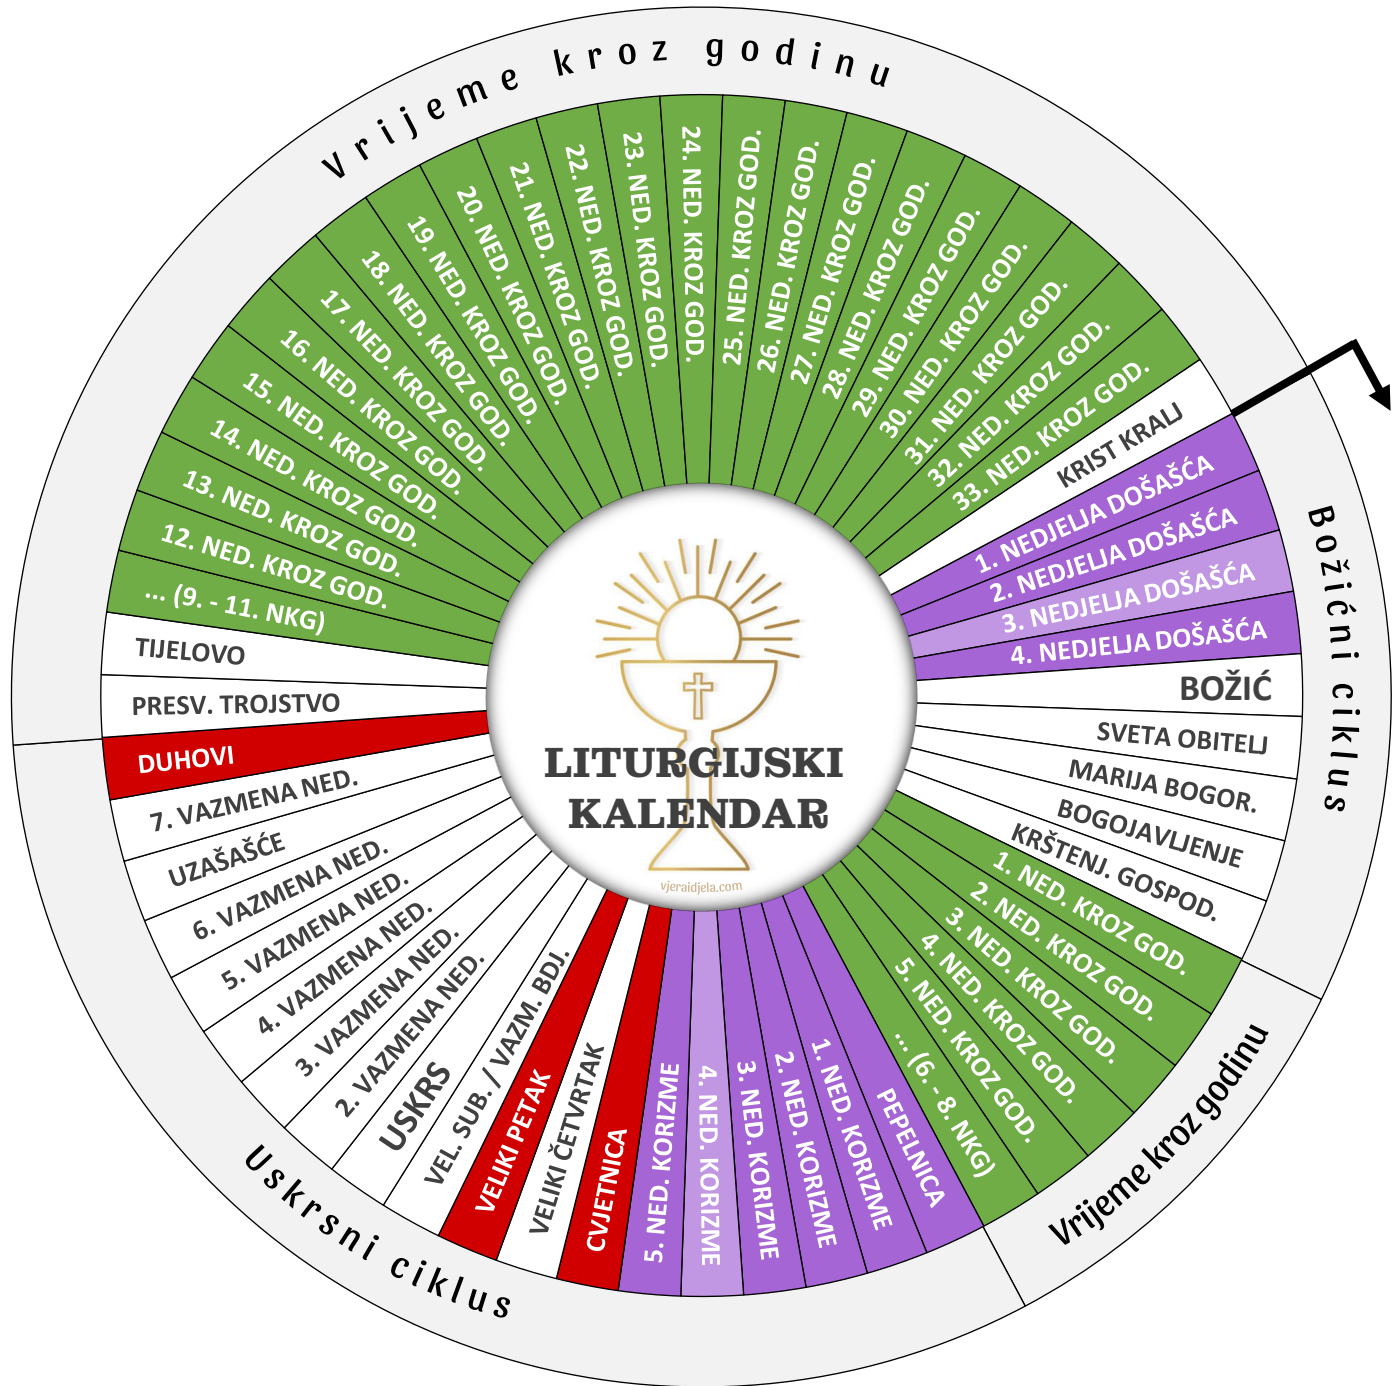 Vrijeme kroz godinu
Božićni ciklus
Vrijeme kroz godinu
Uskrsni ciklus
1. NEDJELJA DOŠAŠĆA
2. NEDJELJA DOŠAŠĆA
3. NEDJELJA DOŠAŠĆA
4. NEDJELJA DOŠAŠĆA
BOŽIĆ
SVETA OBITELJ
MARIJA BOGOR.
BOGOJAVLJENJE
KRŠTENJ. GOSPOD.
1. NED. KROZ GOD.
2. NED. KROZ GOD.
3. NED. KROZ GOD.
4. NED. KROZ GOD.
5. NED. KROZ GOD.
... (6. - 8. NKG)
PEPELNICA
1. NED. KORIZME
2. NED. KORIZME
3. NED. KORIZME
4. NED. KORIZME
5. NED. KORIZME
CVJETNICA
VELIKI ČETVRTAK
VELIKI PETAK
VEL. SUB. / VAZM. BDJ.
USKRS
2. VAZMENA NED.
3. VAZMENA NED.
4. VAZMENA NED.
5. VAZMENA NED.
6. VAZMENA NED.
UZAŠAŠĆE
7. VAZMENA NED.
DUHOVI
PRESV. TROJSTVO
TIJELOVO
... (9. - 11. NKG)
12. NED. KROZ GOD.
13. NED. KROZ GOD.
14. NED. KROZ GOD.
15. NED. KROZ GOD.
16. NED. KROZ GOD.
17. NED. KROZ GOD.
18. NED. KROZ GOD.
19. NED. KROZ GOD.
20. NED. KROZ GOD.
21. NED. KROZ GOD.
22. NED. KROZ GOD.
23. NED. KROZ GOD.
24. NED. KROZ GOD.
25. NED. KROZ GOD.
26. NED. KROZ GOD.
27. NED. KROZ GOD.
28. NED. KROZ GOD.
29. NED. KROZ GOD.
30. NED. KROZ GOD.
31. NED. KROZ GOD.
32. NED. KROZ GOD.
33. NED. KROZ GOD.
KRIST KRALJ
LITURGIJSKI
KALENDAR
vjeraidjela.com